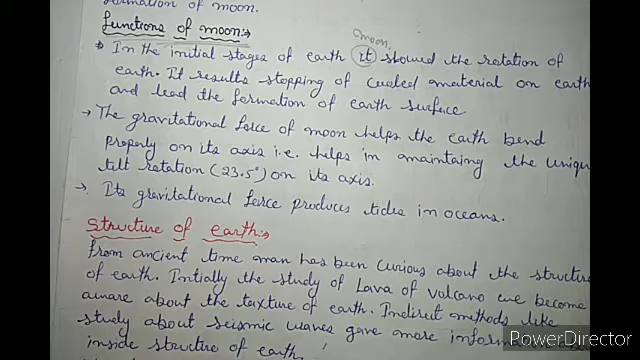 formation of moon.
Functions of moon:-
moon
→ In the initial stages of earth it slowed the rotation of
earth. It results stopping of cooled material on earth
and lead the formation of earth surface
→ The gravitational force of moon helps the earth bend
properly on its axis i.e. helps in maintaing the uniqu
tilt rotation (23.5°) on its axis.
→ Its gravitational force produces tides in oceans.
Structure of earth:-
From ancient time man has been curious about the structure
of earth. Initially the study of Lava of volcano we become
aware about the texture of earth. Indirect methods like
study about seismic waves gave more inform
inside structure of earth.
PowerDirector